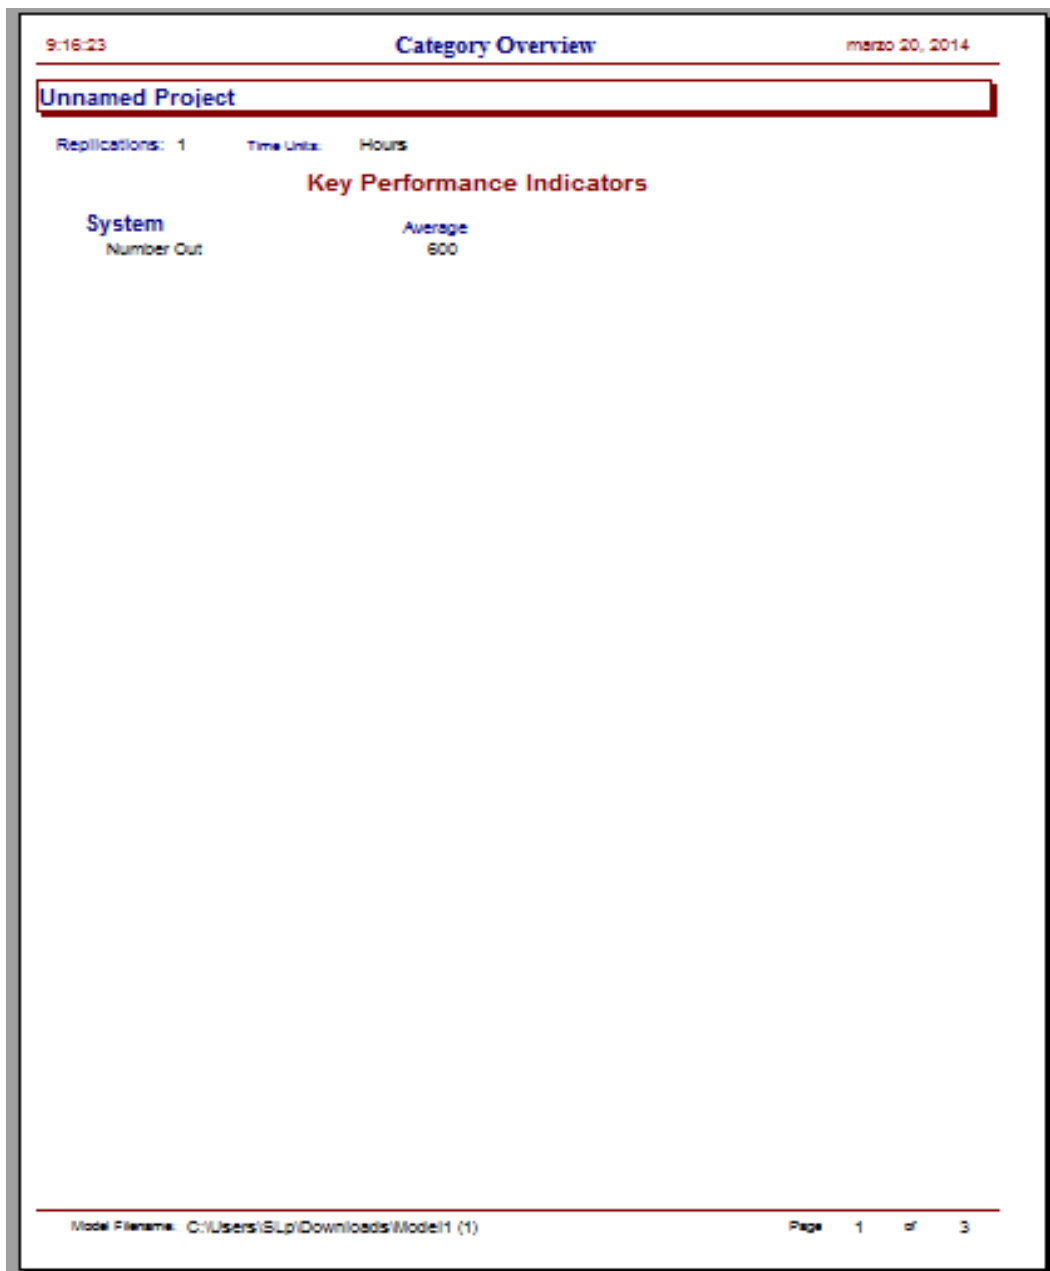 9:16:23 Category Overview marzo 20, 2014
Unnamed Project
Replications: 1 Time Units: Hours
Key Performance Indicators
System Average
Number Out 600
Model Filename: C:\Users\SLp\Downloads\Model1 (1) Page 1 of 3